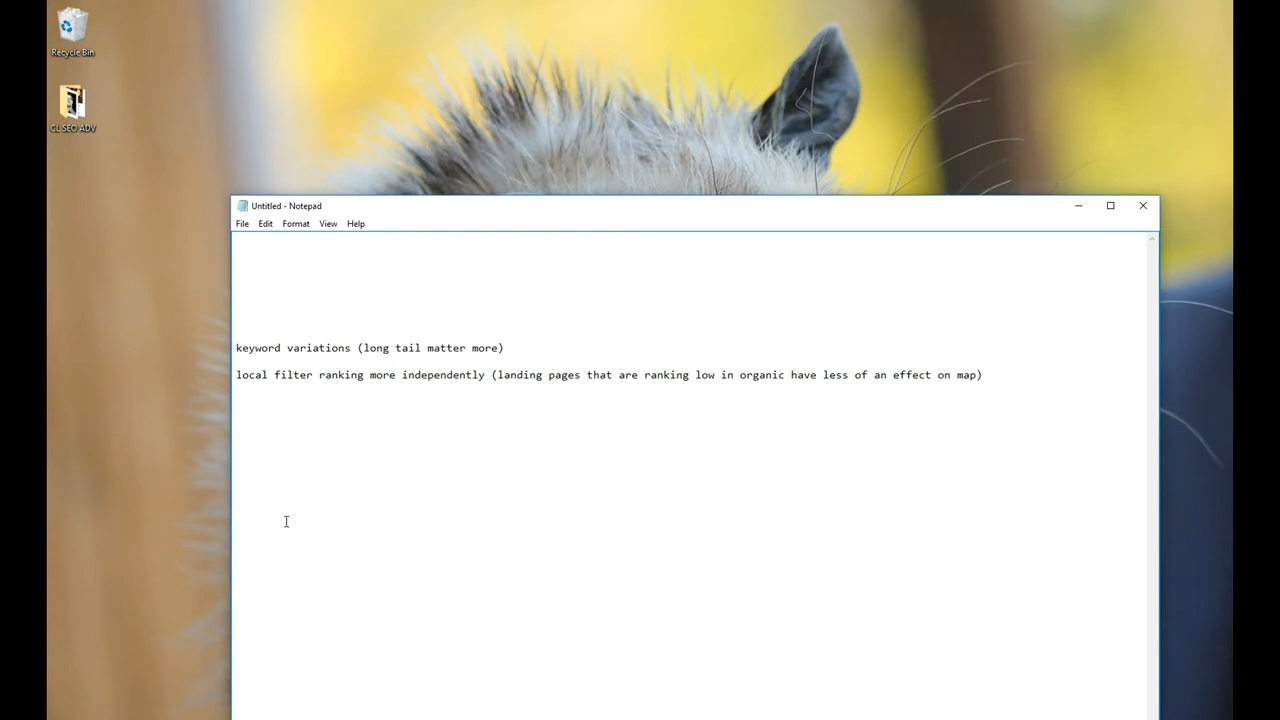 Recycle Bin
CL SEO ADV
Untitled - Notepad
File Edit Format View Help
keyword variations (long tail matter more)
local filter ranking more independently (landing pages that are ranking low in organic have less of an effect on map)